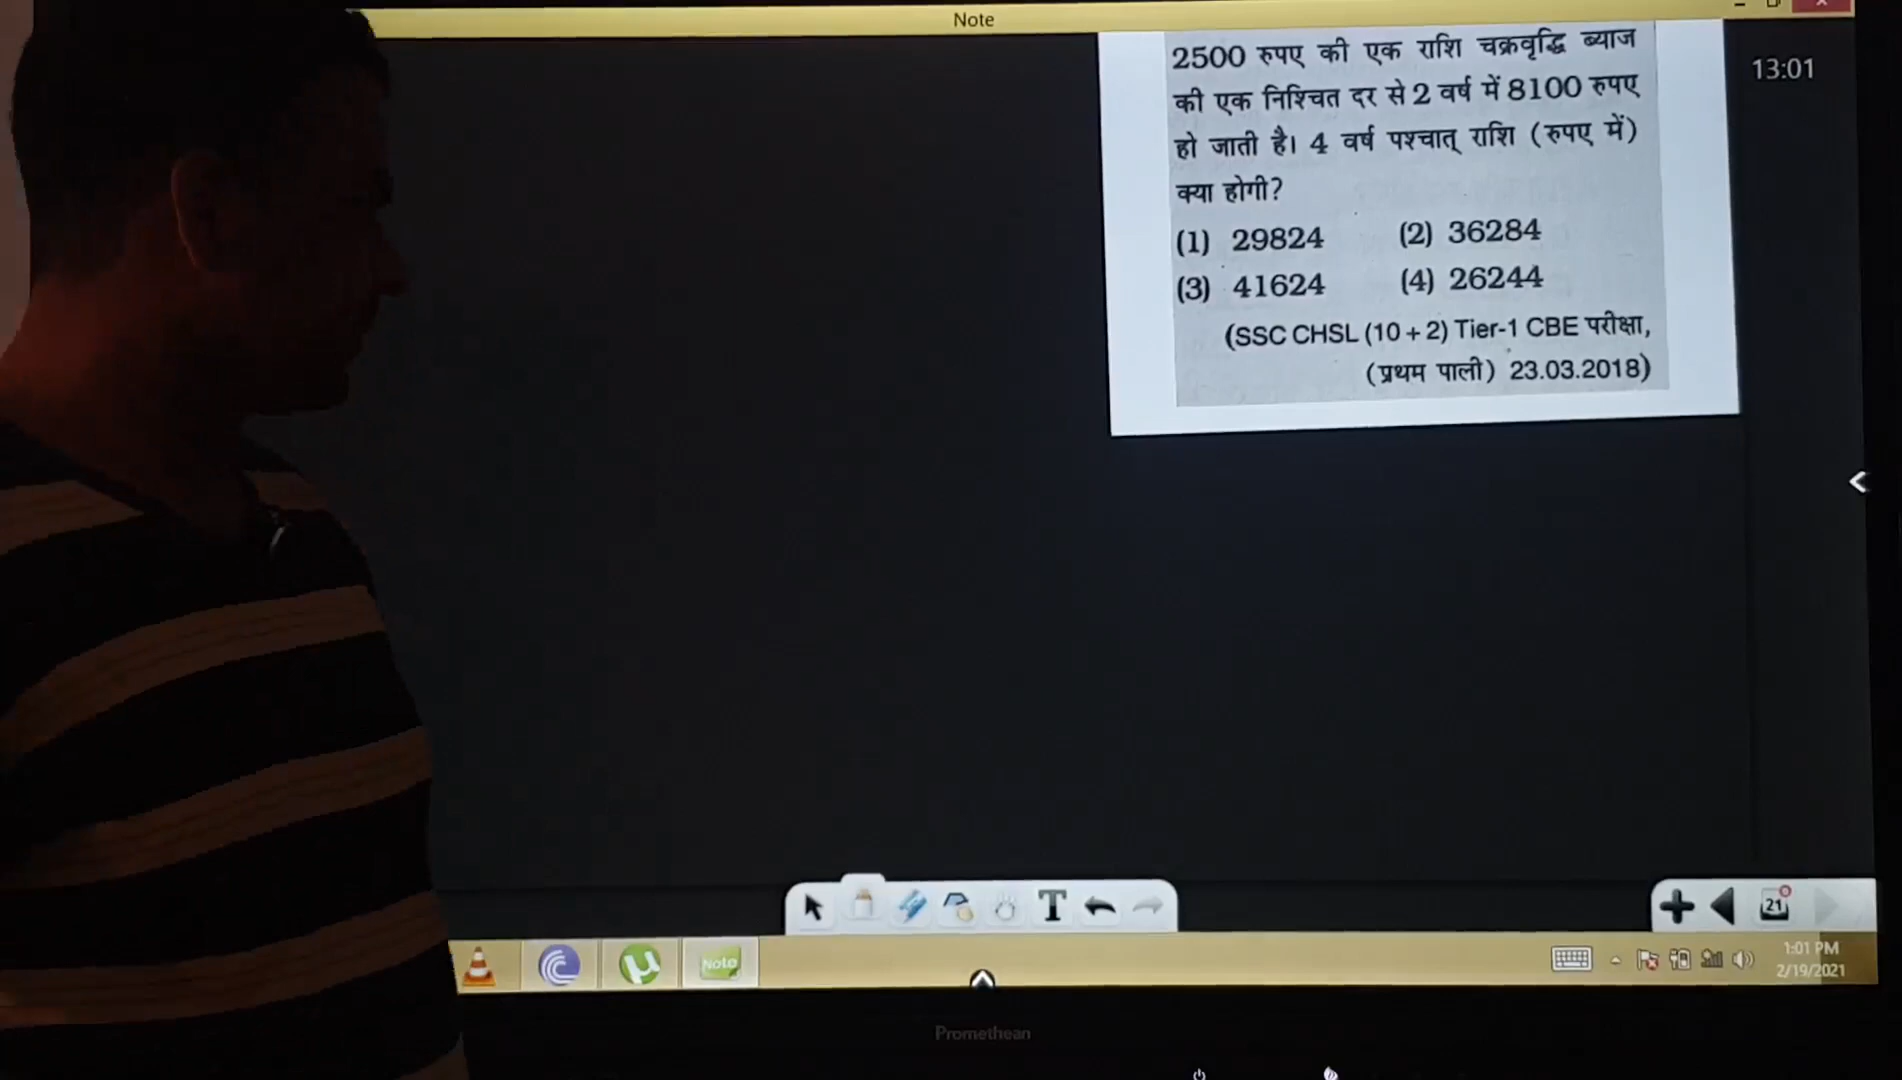 Note
2500 रुपए की एक राशि चक्रवृद्धि ब्याज
की एक निश्चित दर से 2 वर्ष में 8100 रुपए
हो जाती है। 4 वर्ष पश्चात् राशि (रुपए में)
क्या होगी?
(1) 29824 (2) 36284
(3) 41624 (4) 26244
(SSC CHSL (10 + 2) Tier-1 CBE परीक्षा,
(प्रथम पाली) 23.03.2018)
13:01
T
21
Note
1:01 PM
2/19/2021
Promethean